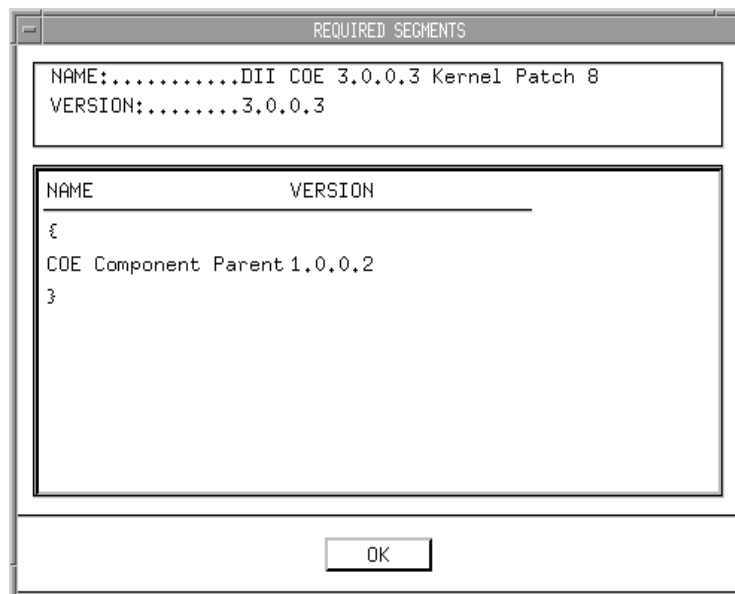 REQUIRED SEGMENTS
NAME:...........DII COE 3.0.0.3 Kernel Patch 8
VERSION:........3.0.0.3
NAME VERSION
{
COE Component Parent 1.0.0.2
}
OK